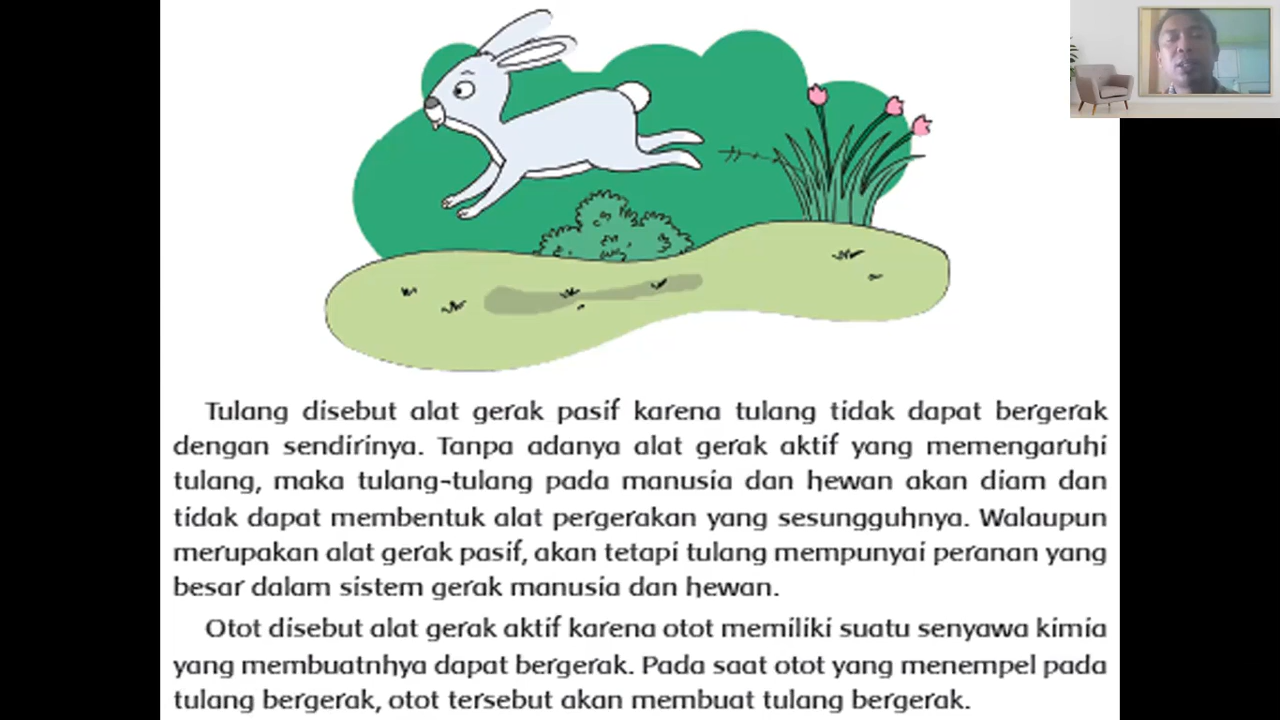 Tulang disebut alat gerak pasif karena tulang tidak dapat bergerak
dengan sendirinya. Tanpa adanya alat gerak aktif yang memengaruhi
tulang, maka tulang-tulang pada manusia dan hewan akan diam dan
tidak dapat membentuk alat pergerakan yang sesungguhnya. Walaupun
merupakan alat gerak pasif, akan tetapi tulang mempunyai peranan yang
besar dalam sistem gerak manusia dan hewan.
Otot disebut alat gerak aktif karena otot memiliki suatu senyawa kimia
yang membuatnhya dapat bergerak. Pada saat otot yang menempel pada
tulang bergerak, otot tersebut akan membuat tulang bergerak.